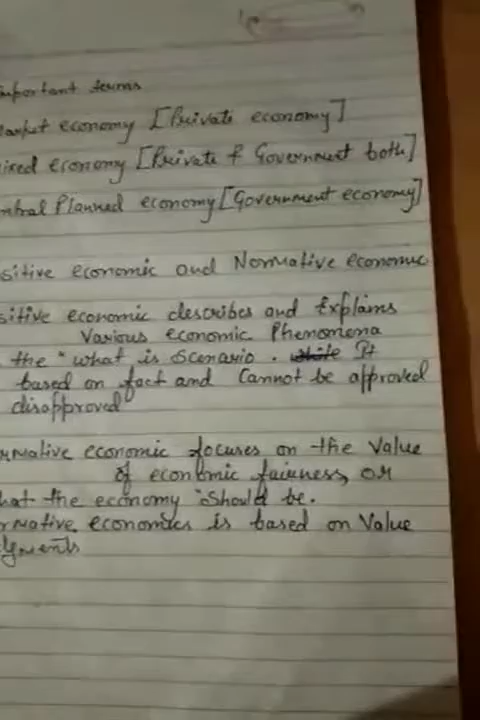 mportant terms
arket economy [Private economy]
ixed economy [Private & Government both]
ntral Planned economy [Government economy]
sitive economic and Normative economic
sitive economic describes and Explains
Various economic Phenomena
the "what is Scenario. It
based on fact and Cannot be approved
disapproved
rmative economic focuses on the Value
of economic fairness, or
hat the economy "Should be.
rmative economics is based on Value
dgments